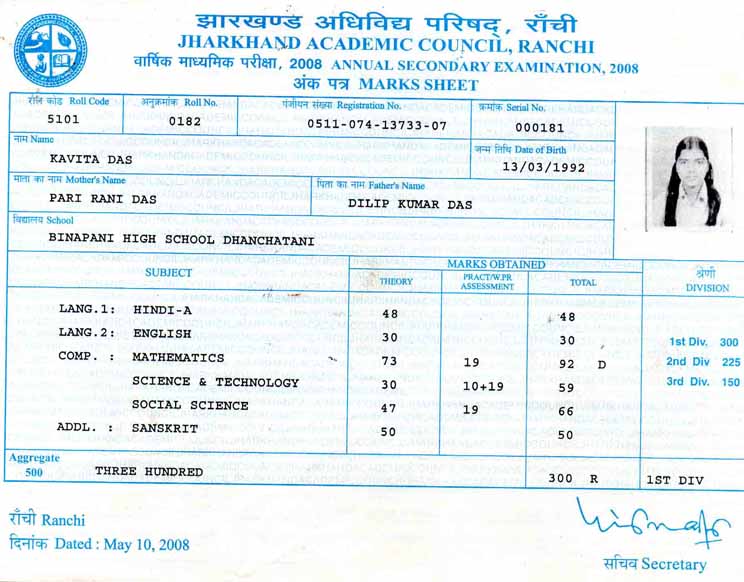 झारखण्ड अधिविद्य परिषद्, राँची
JHARKHAND ACADEMIC COUNCIL, RANCHI
वार्षिक माध्यमिक परीक्षा, 2008 ANNUAL SECONDARY EXAMINATION, 2008
अंक पत्र MARKS SHEET
रौल कोड Roll Code अनुक्रमांक Roll No. पंजीयन संख्या Registration No. क्रमांक Serial No.
5101 0182 0511-074-13733-07 000181
नाम Name जन्म तिथि Date of Birth
KAVITA DAS 13/03/1992
माता का नाम Mother's Name पिता का नाम Father's Name
PARI RANI DAS DILIP KUMAR DAS
विद्यालय School
BINAPANI HIGH SCHOOL DHANCHATANI
SUBJECT MARKS OBTAINED श्रेणी
THEORY PRACT/W.PR ASSESSMENT TOTAL DIVISION
LANG.1: HINDI-A 48 48
LANG.2: ENGLISH 30 30 1st Div. 300
COMP. : MATHEMATICS 73 19 92 D 2nd Div 225
SCIENCE & TECHNOLOGY 30 10+19 59 3rd Div. 150
SOCIAL SCIENCE 47 19 66
ADDL. : SANSKRIT 50 50
Aggregate
500 THREE HUNDRED 300 R 1ST DIV
राँची Ranchi
दिनांक Dated : May 10, 2008
सचिव Secretary